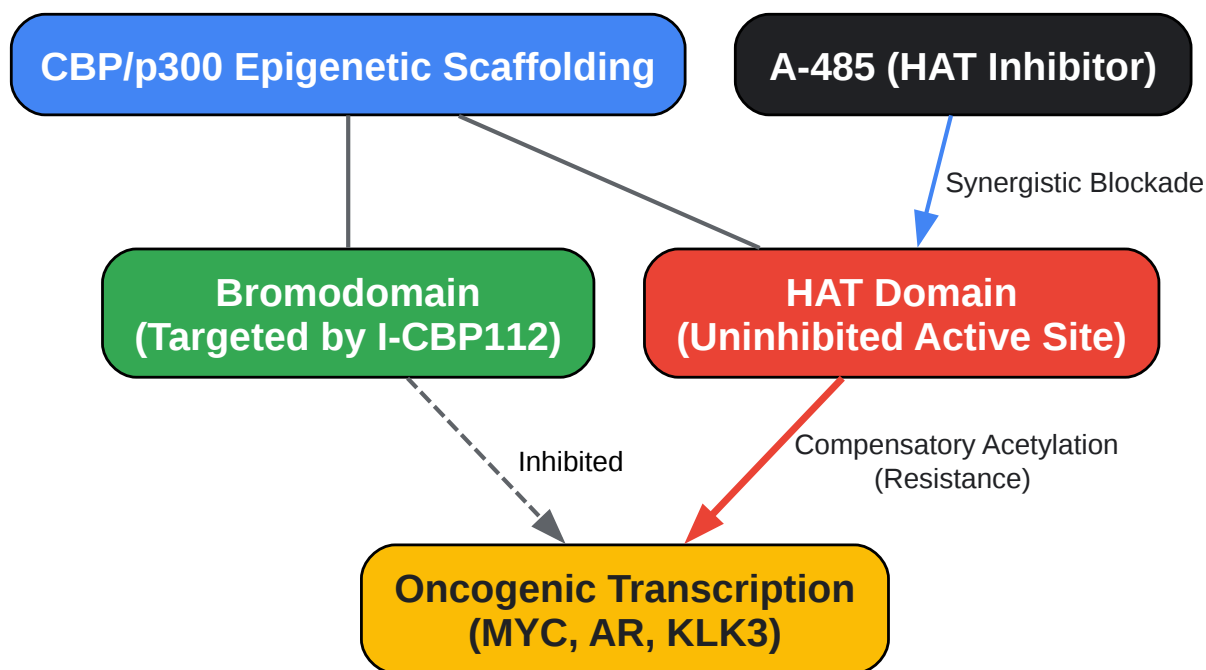 CBP/p300 Epigenetic Scaffolding
A-485 (HAT Inhibitor)
Synergistic Blockade
Bromodomain
(Targeted by I-CBP112)
HAT Domain
(Uninhibited Active Site)
Inhibited
Compensatory Acetylation
(Resistance)
Oncogenic Transcription
(MYC, AR, KLK3)